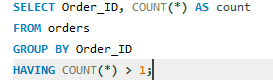 SELECT Order_ID, COUNT(*) AS count
FROM orders
GROUP BY Order_ID
HAVING COUNT(*) > 1;